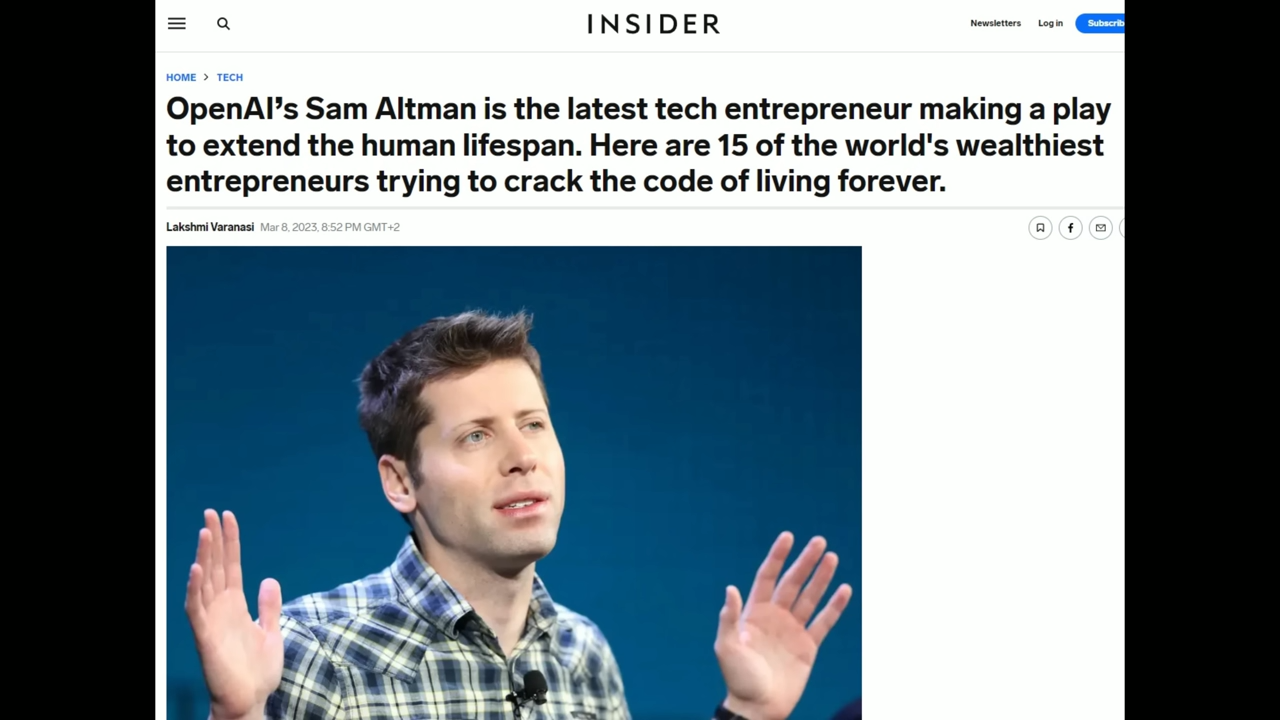 INSIDER
Newsletters
Log in
Subscrib
HOME > TECH
OpenAI’s Sam Altman is the latest tech entrepreneur making a play
to extend the human lifespan. Here are 15 of the world's wealthiest
entrepreneurs trying to crack the code of living forever.
Lakshmi Varanasi Mar 8, 2023, 8:52 PM GMT+2